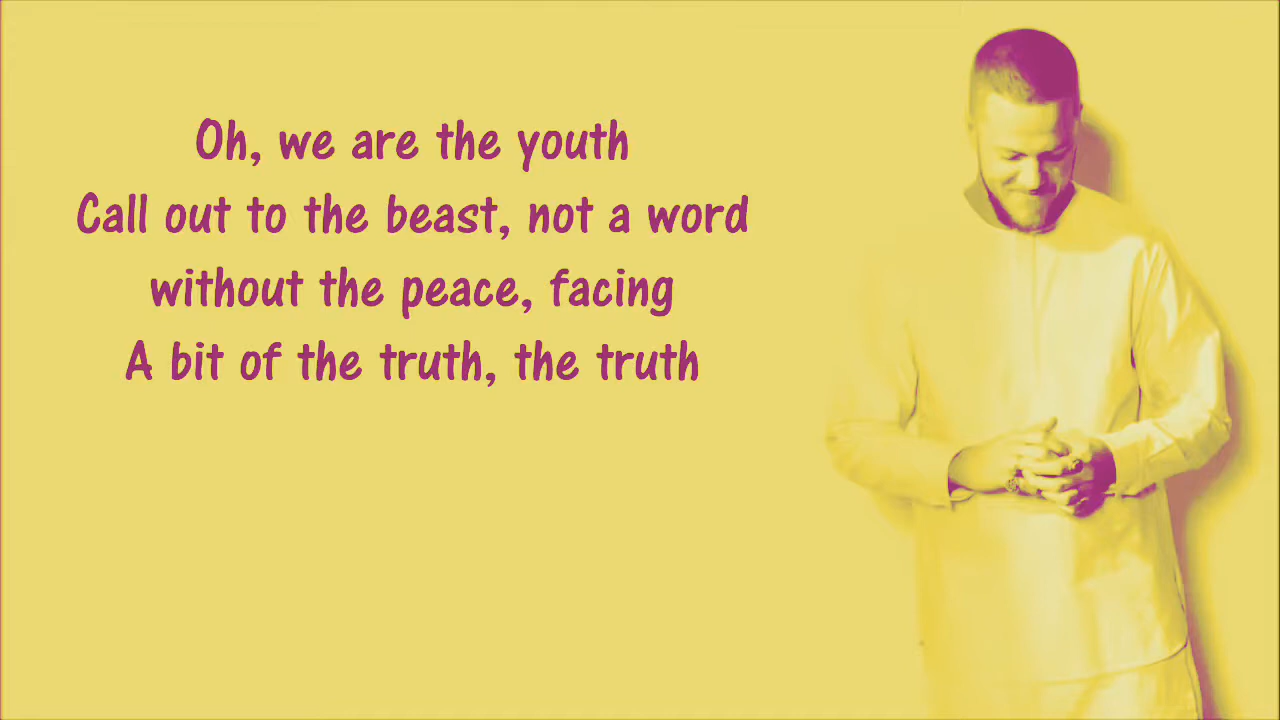 Oh, we are the youth
Call out to the beast, not a word
without the peace, facing
A bit of the truth, the truth